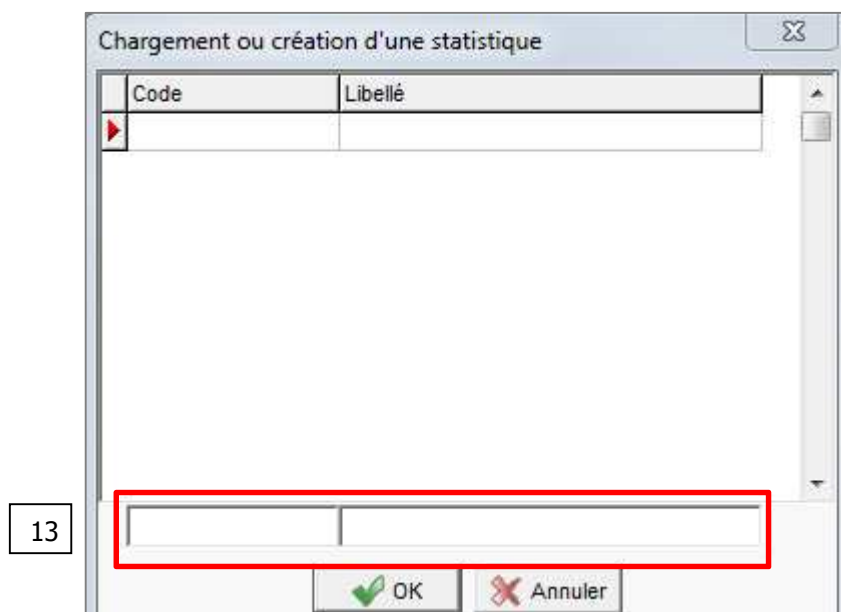 Chargement ou création d'une statistique
Code Libellé
13
OK Annuler